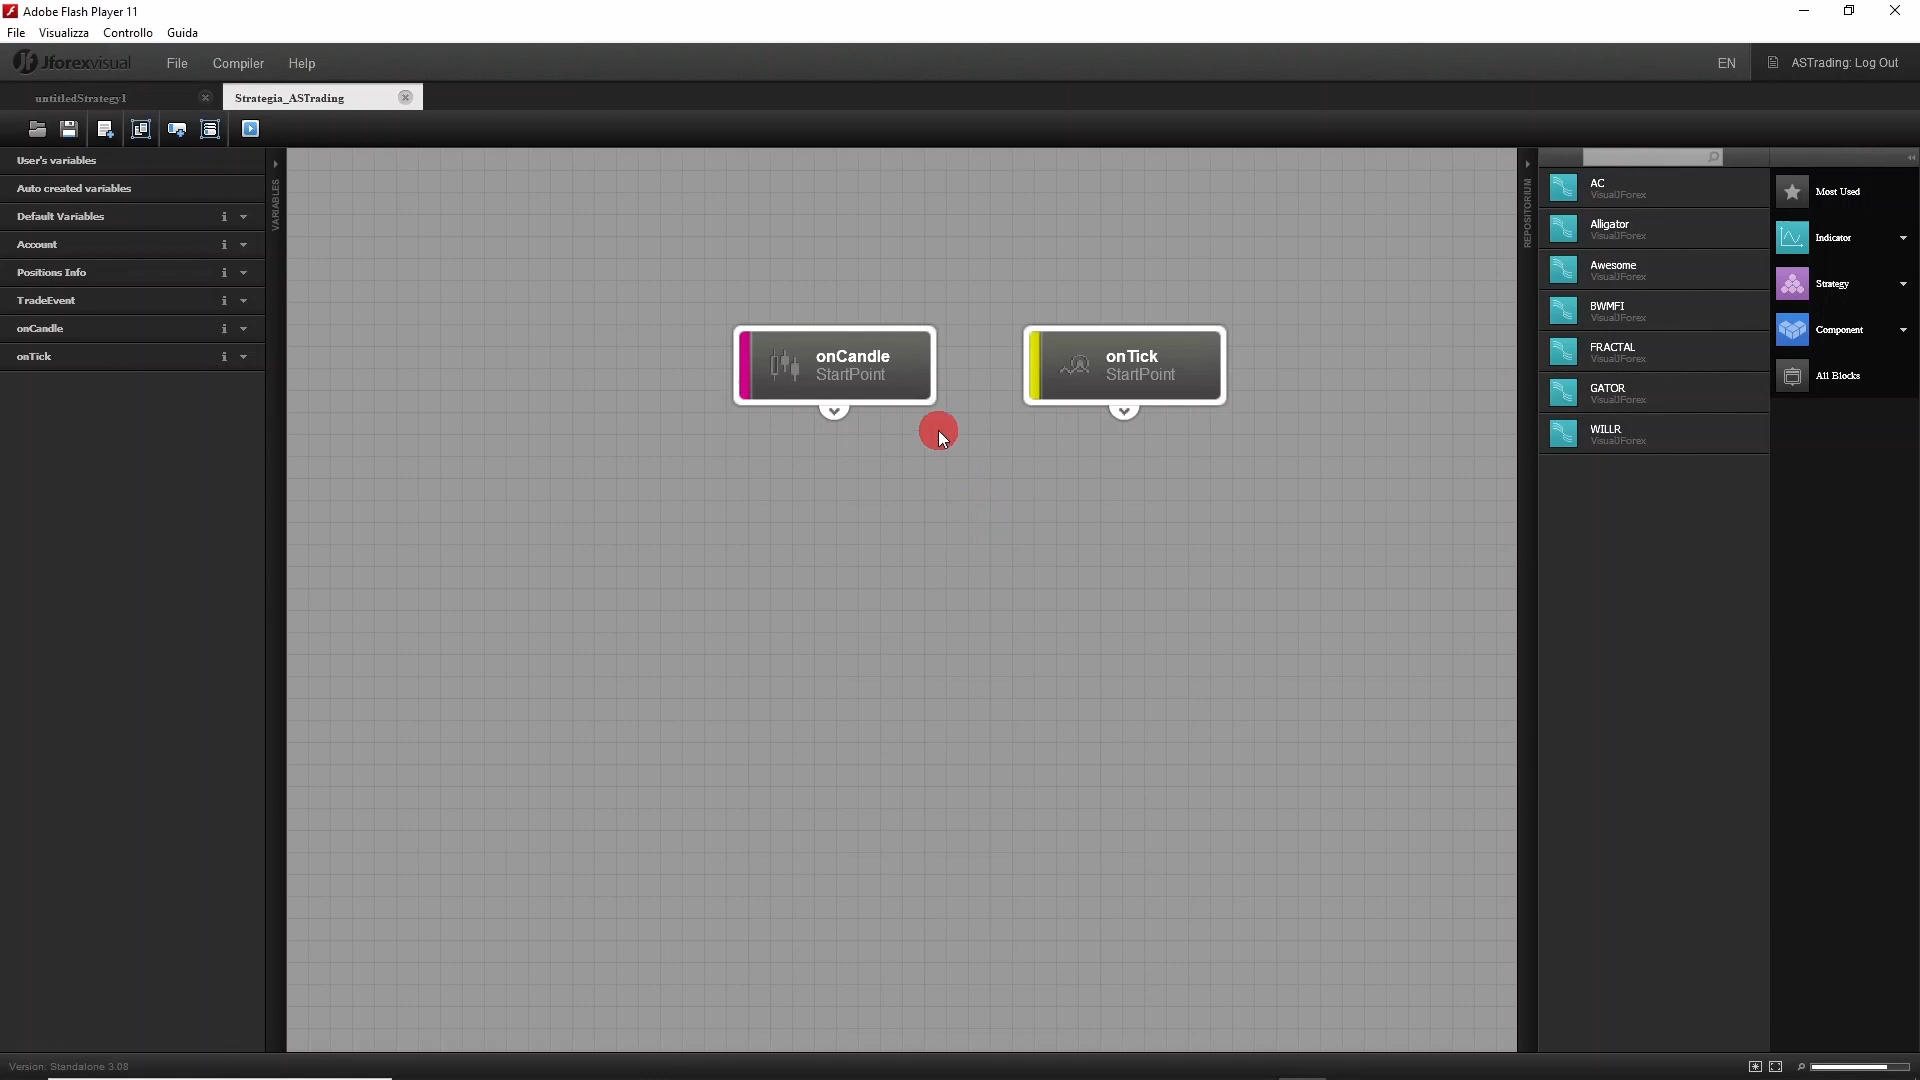 Adobe Flash Player 11
File Visualizza Controllo Guida
Jforexvisual File Compiler Help EN ASTrading: Log Out
untitledStrategy1 Strategia_ASTrading
User's variables
Auto created variables
Default Variables
Account
Positions Info
TradeEvent
onCandle
onTick
VARIABLES
onCandle
StartPoint
onTick
StartPoint
REPOSITORIUM
AC
VisualJForex
Alligator
VisualJForex
Awesome
VisualJForex
BWMFI
VisualJForex
FRACTAL
VisualJForex
GATOR
VisualJForex
WILLR
VisualJForex
Most Used
Indicator
Strategy
Component
All Blocks
Version: Standalone 3.08